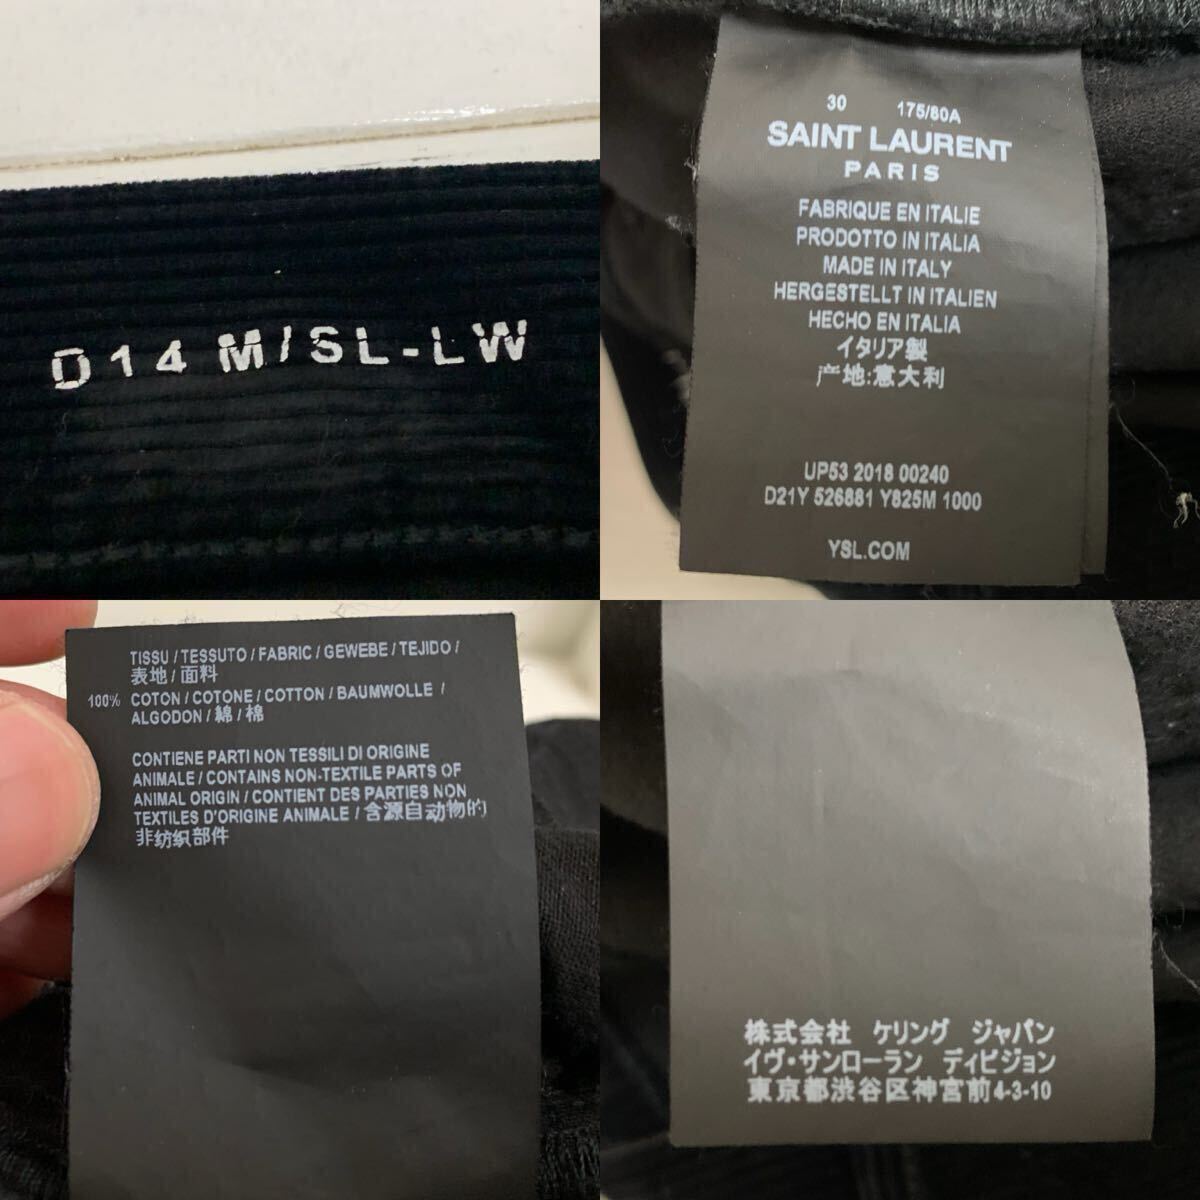 D14 M/SL-LW
30 175/80A
SAINT LAURENT
PARIS
FABRIQUE EN ITALIE
PRODOTTO IN ITALIA
MADE IN ITALY
HERGESTELLT IN ITALIEN
HECHO EN ITALIA
イタリア製
产地:意大利
UP53 2018 00240
D21Y 526881 Y825M 1000
YSL.COM
TISSU / TESSUTO / FABRIC / GEWEBE / TEJIDO /
表地 / 面料
100% COTON / COTONE / COTTON / BAUMWOLLE /
ALGODON / 綿 / 棉
CONTIENE PARTI NON TESSILI DI ORIGINE
ANIMALE / CONTAINS NON-TEXTILE PARTS OF
ANIMAL ORIGIN / CONTIENT DES PARTIES NON
TEXTILES D'ORIGINE ANIMALE / 含源自动物的
非纺织部件
株式会社 ケリング ジャパン
イヴ・サンローラン ディビジョン
東京都渋谷区神宮前4-3-10